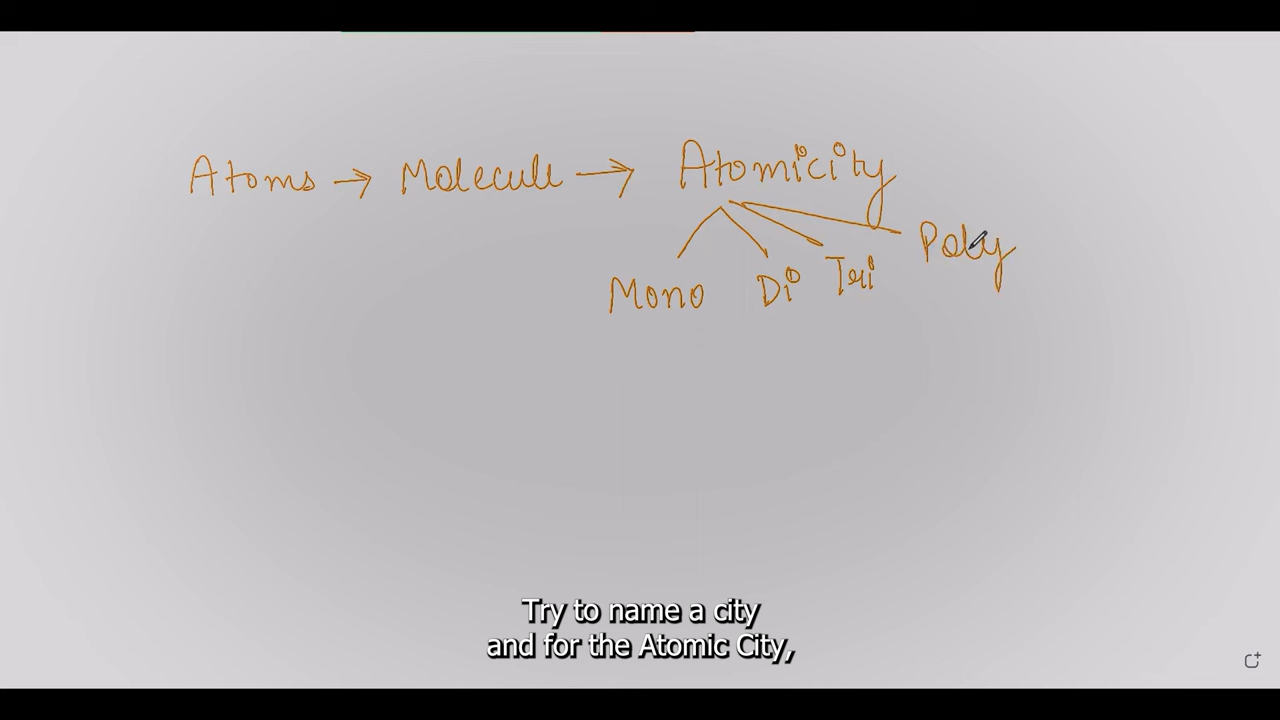 Atoms → Molecule → Atomicity
Mono Di Tri Poly
Try to name a city
and for the Atomic City,